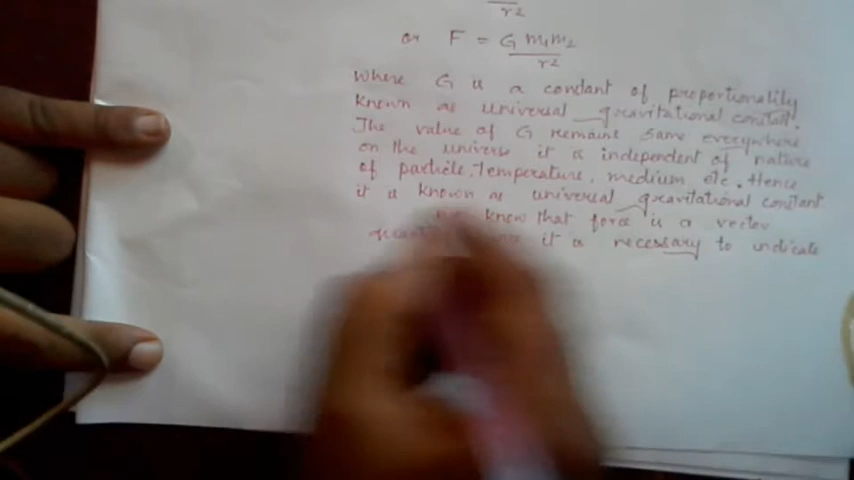 r2
or F = G m1m2
r2
Where G is a constant of proportionality
known as universal gravitational constant.
The value of G remains same everywhere
on the universe it is independent of nature
of particle, Temperature, medium etc. Hence
it is known as universal gravitational constant
know that force is a vector
it is necessary to indicate